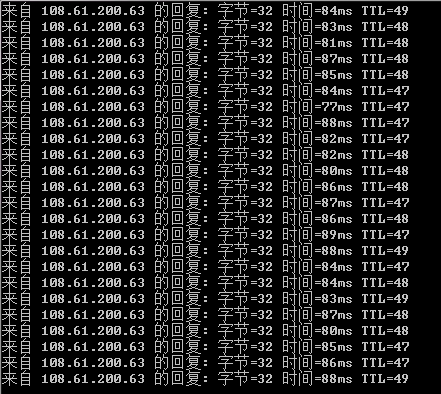 来自 108.61.200.63 的回复: 字节=32 时间=84ms TTL=49
来自 108.61.200.63 的回复: 字节=32 时间=83ms TTL=48
来自 108.61.200.63 的回复: 字节=32 时间=81ms TTL=48
来自 108.61.200.63 的回复: 字节=32 时间=87ms TTL=48
来自 108.61.200.63 的回复: 字节=32 时间=85ms TTL=48
来自 108.61.200.63 的回复: 字节=32 时间=84ms TTL=47
来自 108.61.200.63 的回复: 字节=32 时间=77ms TTL=47
来自 108.61.200.63 的回复: 字节=32 时间=88ms TTL=47
来自 108.61.200.63 的回复: 字节=32 时间=82ms TTL=47
来自 108.61.200.63 的回复: 字节=32 时间=82ms TTL=48
来自 108.61.200.63 的回复: 字节=32 时间=80ms TTL=48
来自 108.61.200.63 的回复: 字节=32 时间=86ms TTL=48
来自 108.61.200.63 的回复: 字节=32 时间=87ms TTL=47
来自 108.61.200.63 的回复: 字节=32 时间=86ms TTL=48
来自 108.61.200.63 的回复: 字节=32 时间=89ms TTL=47
来自 108.61.200.63 的回复: 字节=32 时间=88ms TTL=49
来自 108.61.200.63 的回复: 字节=32 时间=84ms TTL=47
来自 108.61.200.63 的回复: 字节=32 时间=84ms TTL=48
来自 108.61.200.63 的回复: 字节=32 时间=83ms TTL=49
来自 108.61.200.63 的回复: 字节=32 时间=87ms TTL=48
来自 108.61.200.63 的回复: 字节=32 时间=80ms TTL=48
来自 108.61.200.63 的回复: 字节=32 时间=85ms TTL=47
来自 108.61.200.63 的回复: 字节=32 时间=86ms TTL=47
来自 108.61.200.63 的回复: 字节=32 时间=88ms TTL=49